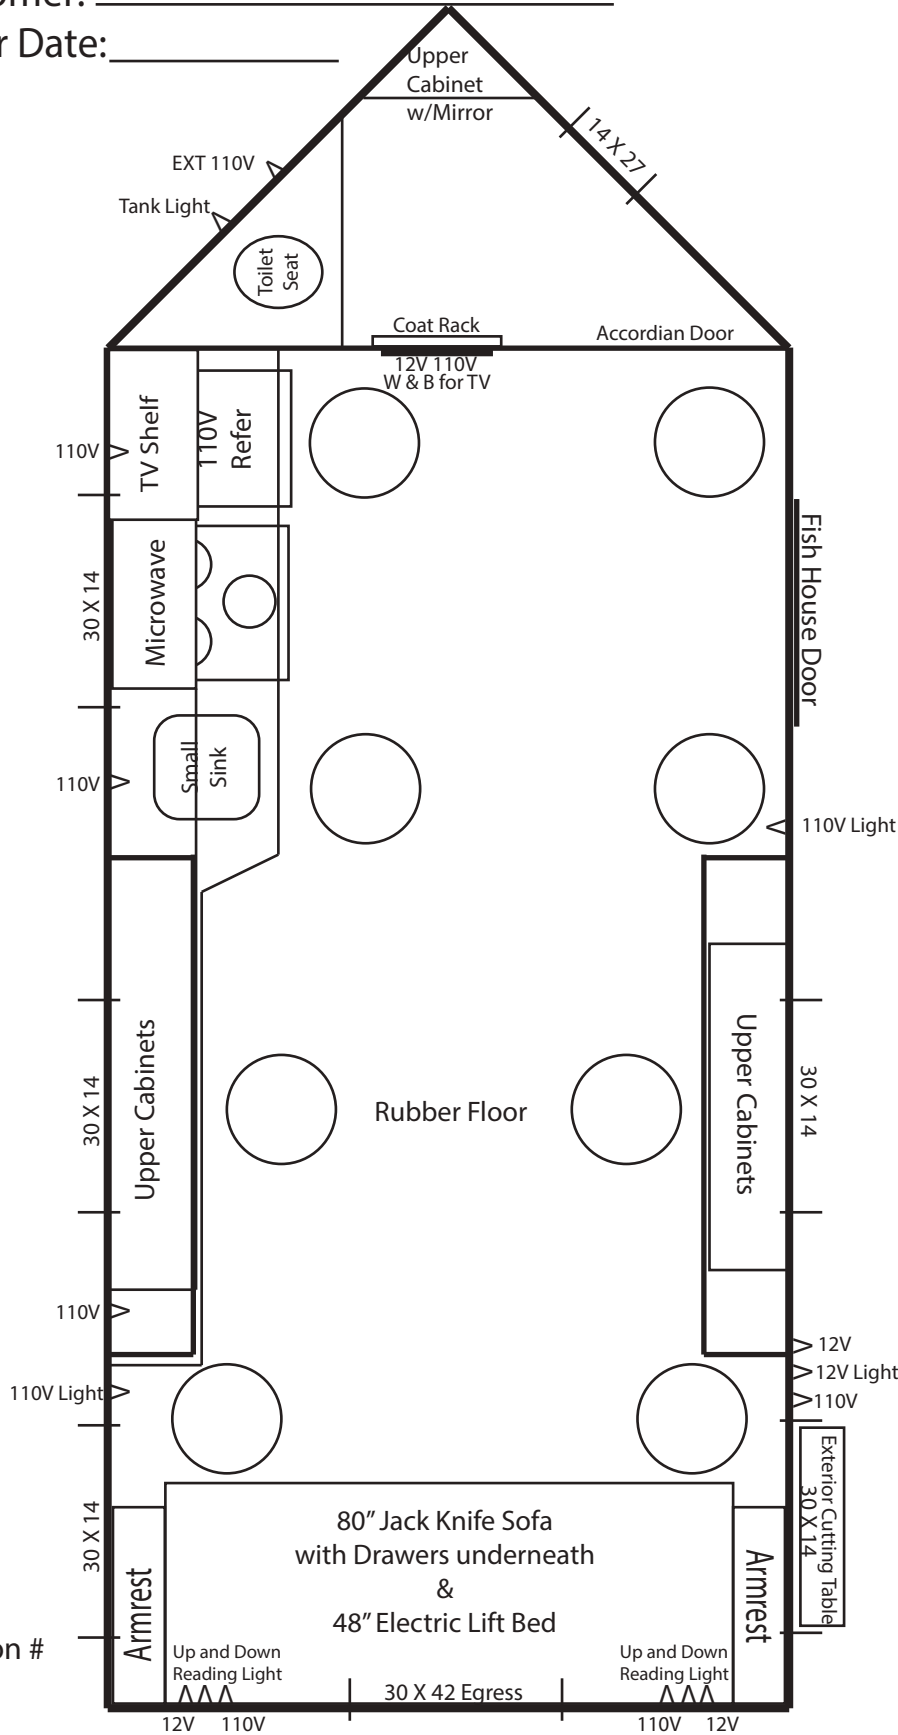 omer:
r Date:
Upper
Cabinet
w/Mirror
14 X 27
EXT 110V
Tank Light
Toilet
Seat
Coat Rack
Accordian Door
12V 110V
W & B for TV
110V
TV Shelf
110V
Refer
30 X 14
Microwave
Fish House Door
Small
Sink
110V
110V Light
Upper Cabinets
30 X 14
Rubber Floor
Upper Cabinets
30 X 14
110V
12V
12V Light
110V
110V Light
30 X 14
Armrest
80” Jack Knife Sofa
with Drawers underneath
&
48” Electric Lift Bed
Armrest
Exterior Cutting Table
30 X 14
on #
Up and Down
Reading Light
Up and Down
Reading Light
30 X 42 Egress
12V 110V
110V 12V